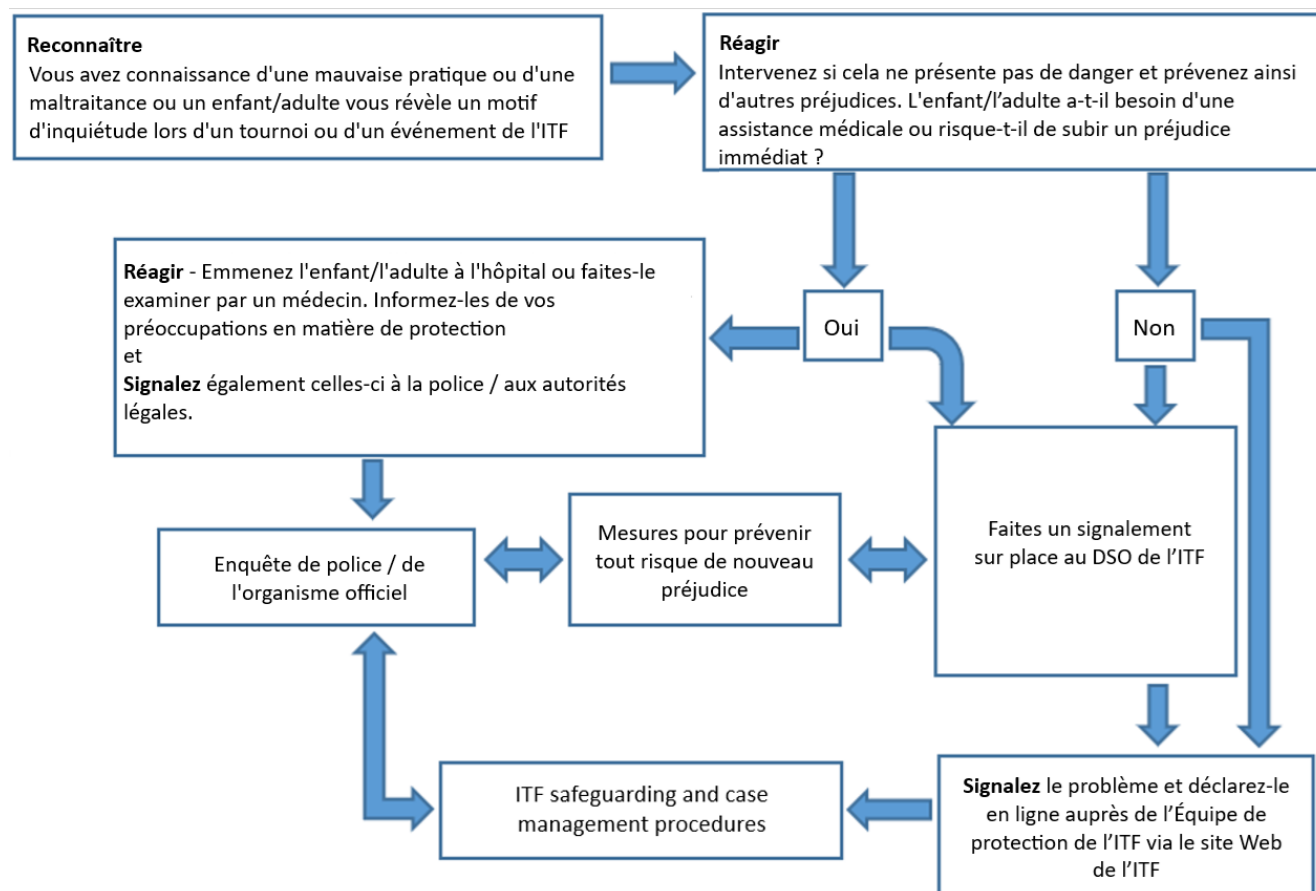 Reconnaître
Vous avez connaissance d'une mauvaise pratique ou d'une
maltraitance ou un enfant/adulte vous révèle un motif
d'inquiétude lors d'un tournoi ou d'un événement de l'ITF
Réagir
Intervenez si cela ne présente pas de danger et prévenez ainsi
d'autres préjudices. L'enfant/l’adulte a-t-il besoin d'une
assistance médicale ou risque-t-il de subir un préjudice
immédiat ?
Réagir - Emmenez l'enfant/l'adulte à l'hôpital ou faites-le
examiner par un médecin. Informez-les de vos
préoccupations en matière de protection
et
Signalez également celles-ci à la police / aux autorités
légales.
Oui
Non
Enquête de police / de
l'organisme officiel
Mesures pour prévenir
tout risque de nouveau
préjudice
Faites un signalement
sur place au DSO de l’ITF
ITF safeguarding and case
management procedures
Signalez le problème et déclarez-le
en ligne auprès de l’Équipe de
protection de l’ITF via le site Web
de l’ITF